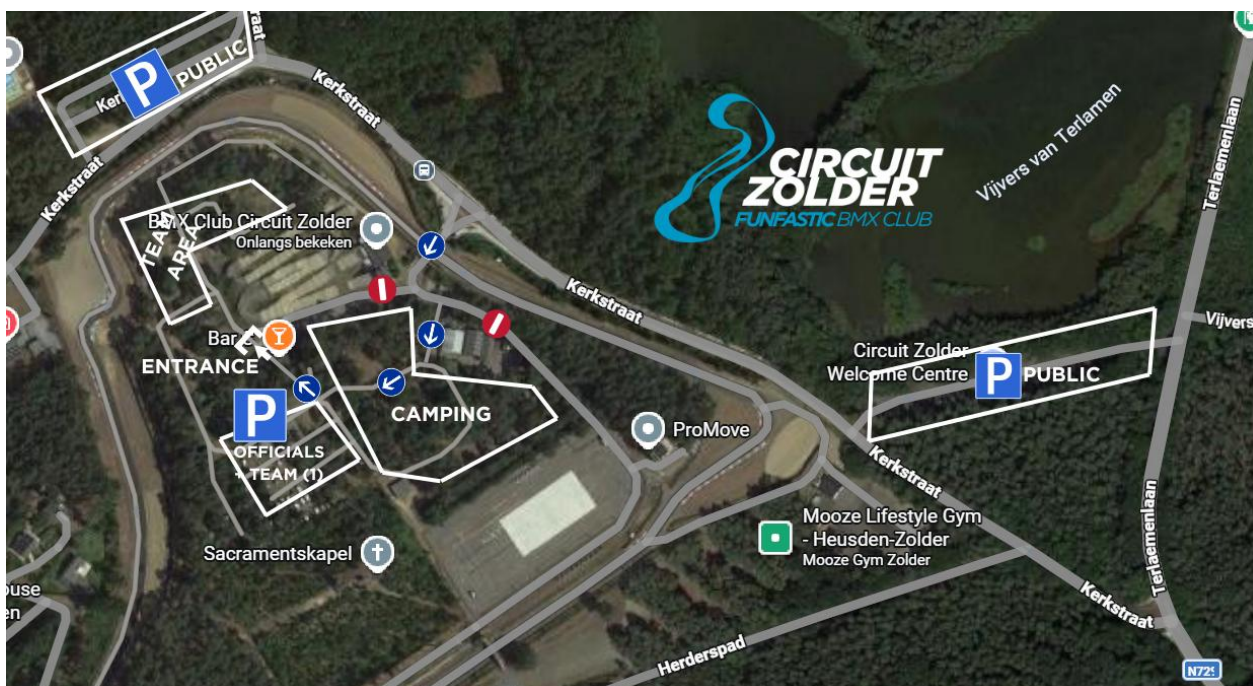 P PUBLIC
Kerkstraat
Kerkstraat
Kerkstraat
CIRCUIT
ZOLDER
FUNFASTIC BMX CLUB
Vijvers van Terlamen
Terlaemenlaan
TEAM
AREA
BMX Club Circuit Zolder
Onlangs bekeken
Kerkstraat
Bar
ENTRANCE
P
OFFICIALS
+ TEAM (1)
CAMPING
Circuit Zolder
Welcome Centre
P PUBLIC
Vijvers
ProMove
Kerkstraat
Mooze Lifestyle Gym
- Heusden-Zolder
Mooze Gym Zolder
Sacramentskapel
Terlaemenlaan
Kerkstraat
Herderspad